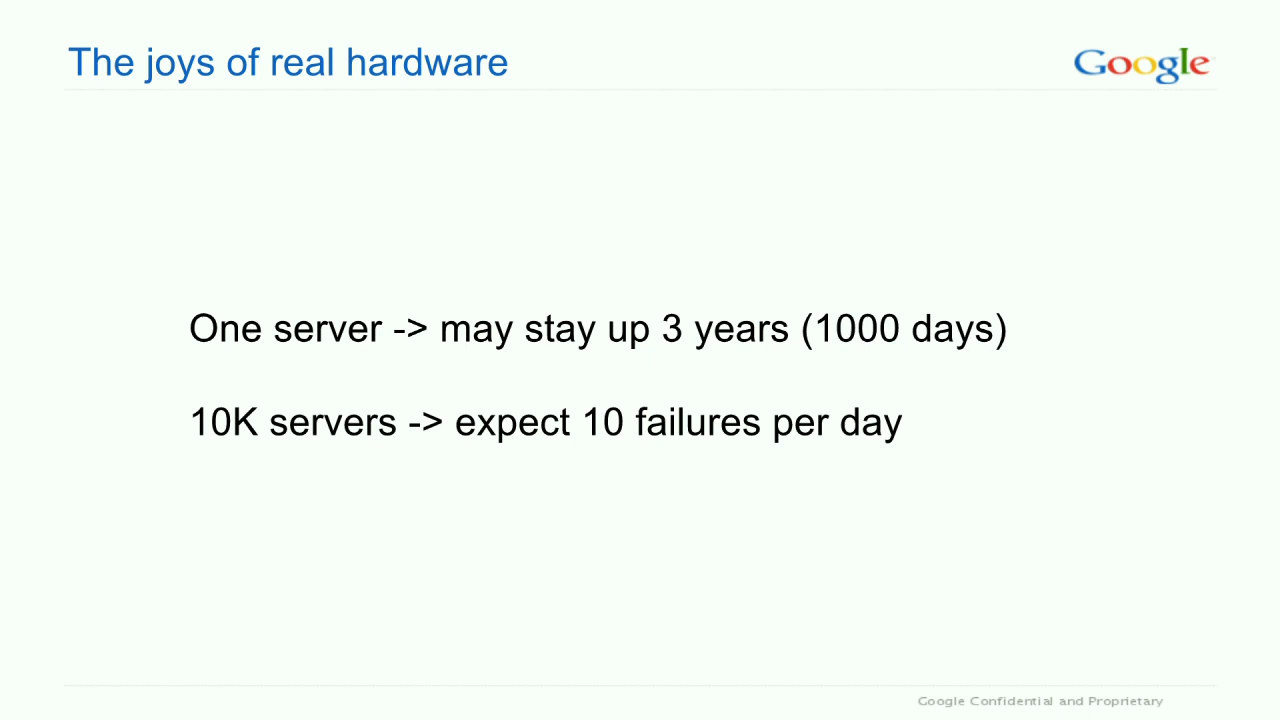 The joys of real hardware
Google
One server -> may stay up 3 years (1000 days)
10K servers -> expect 10 failures per day
Google Confidential and Proprietary